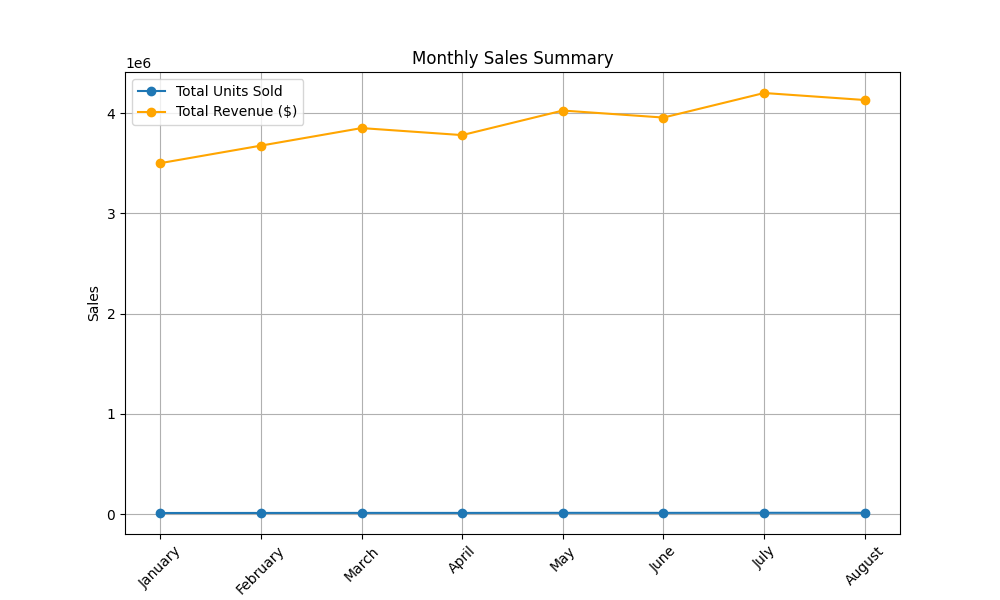 Monthly Sales Summary
1e6
Total Units Sold
Total Revenue ($)
4
3
2
1
0
Sales
January
February
March
April
May
June
July
August